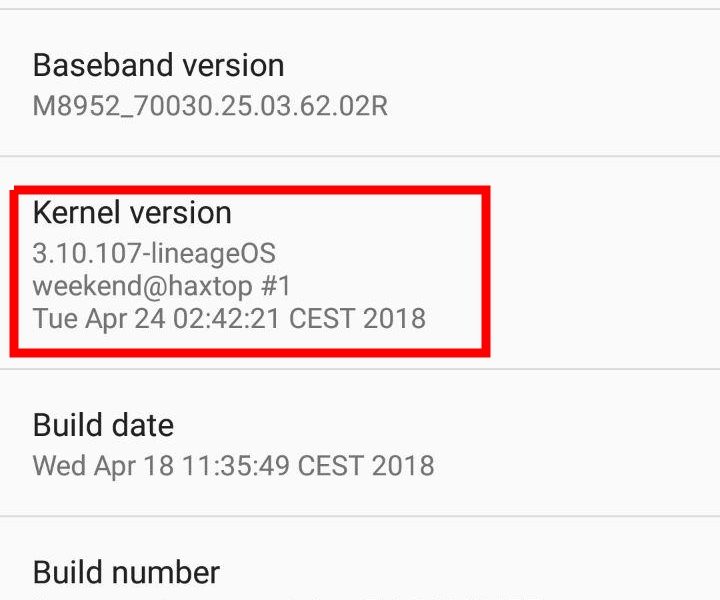 Baseband version
M8952_70030.25.03.62.02R
Kernel version
3.10.107-lineageOS
weekend@haxtop #1
Tue Apr 24 02:42:21 CEST 2018
Build date
Wed Apr 18 11:35:49 CEST 2018
Build number